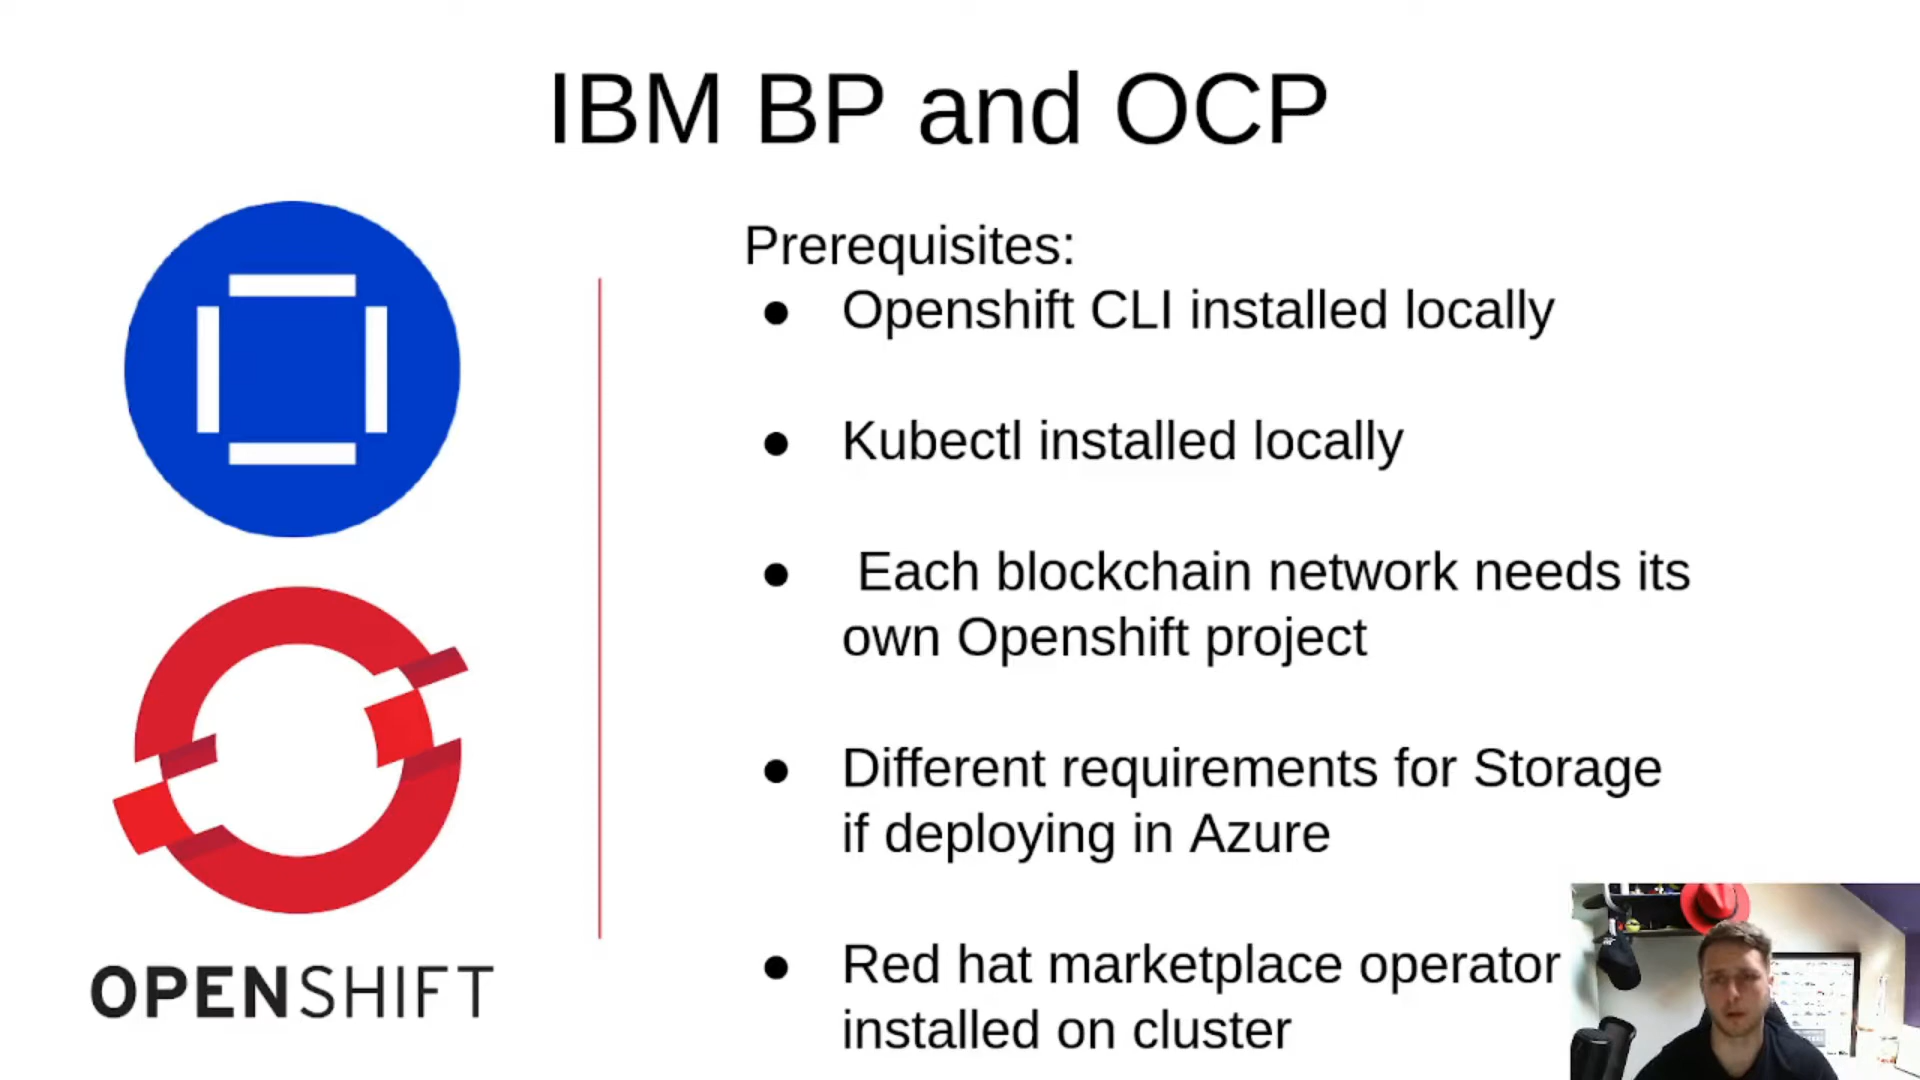 IBM BP and OCP
Prerequisites:
● Openshift CLI installed locally
● Kubectl installed locally
● Each blockchain network needs its
own Openshift project
● Different requirements for Storage
if deploying in Azure
● Red hat marketplace operator
installed on cluster
OPENSHIFT